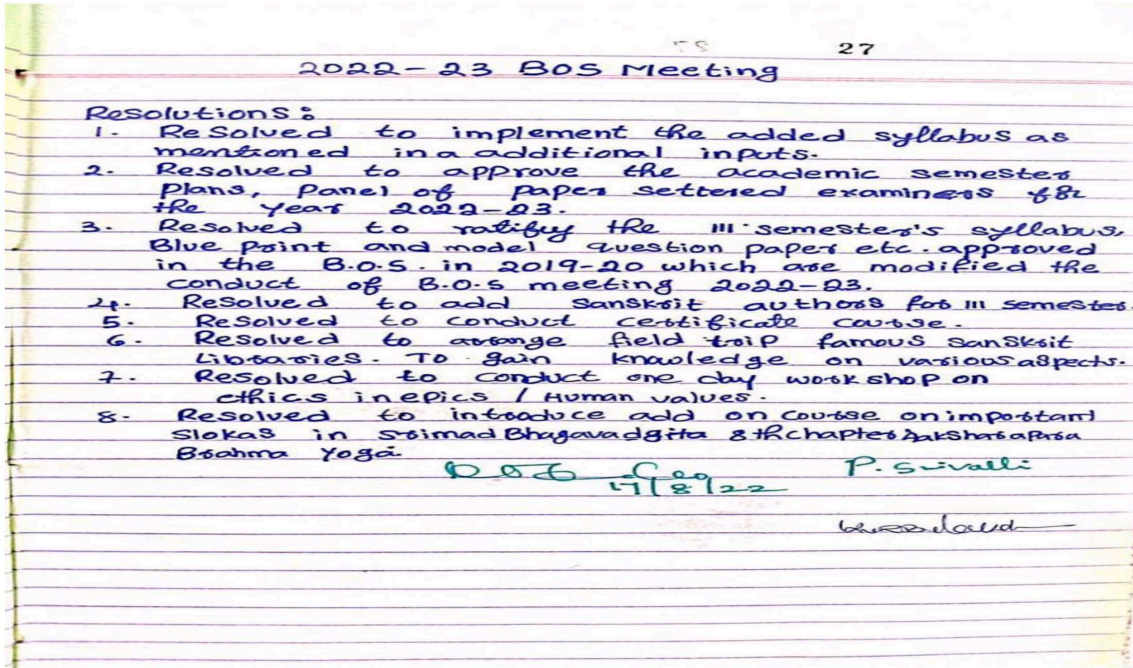 27
2022-23 BOS Meeting
Resolutions:
1. Resolved to implement the added syllabus as
mentioned in a additional inputs.
2. Resolved to approve the academic semester
Plans, panel of paper settered examiners for
the year 2022-23.
3. Resolved to ratifuy the III semester's syllabus,
Blue point and model question paper etc. approved
in the B.O.S. in 2019-20 which are modified the
conduct of B.O.S meeting 2022-23.
4. Resolved to add Sanskrit authors for III semester.
5. Resolved to conduct certificate course.
6. Resolved to arrange field trip famous Sanskrit
Libraries. To gain knowledge on various aspects.
7. Resolved to conduct one day work shop on
ethics in epics / Human values.
8. Resolved to introduce add on course on important
Slokas in srimad Bhagavadgita 8th chapter
Brahma Yoga.
P. Srivalli
17/8/22